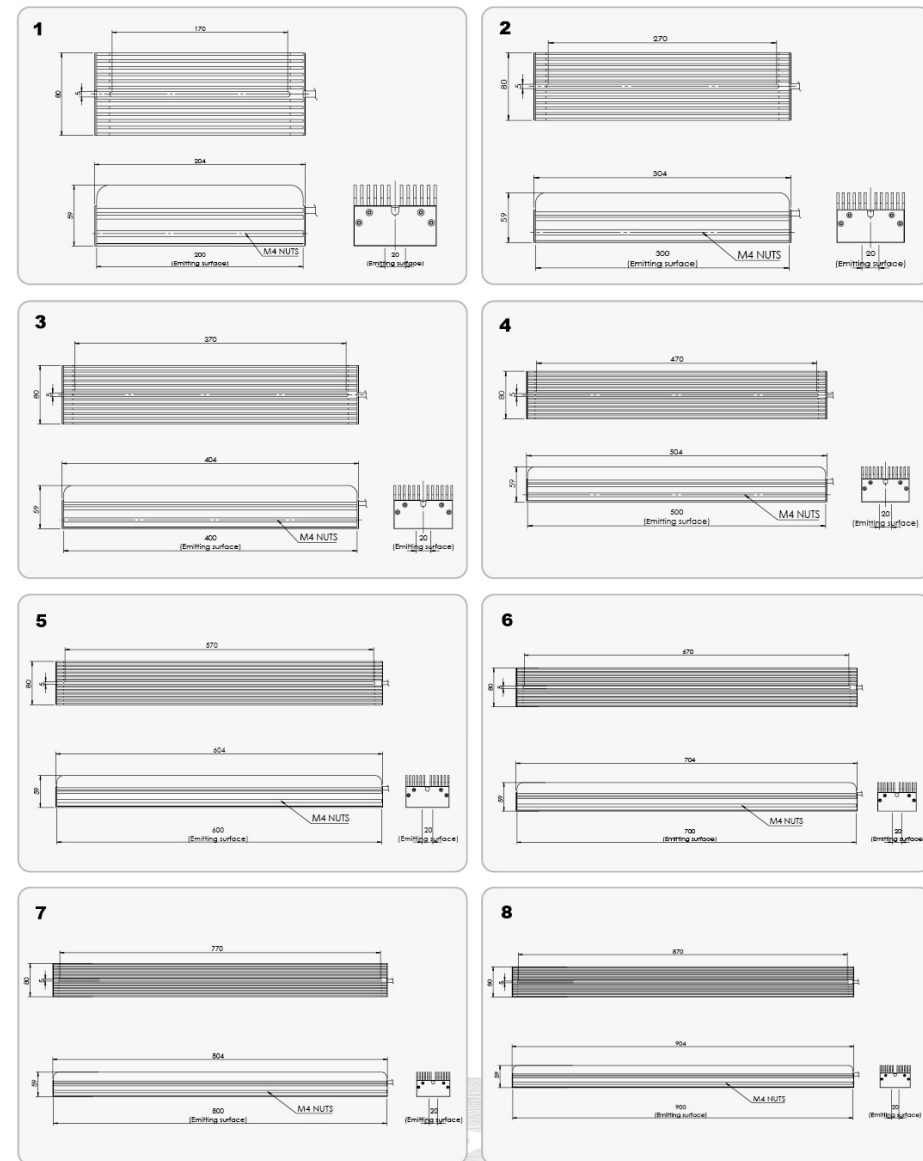 1
170
80
5
204
59
M4 NUTS
200
(Emitting surface)
20
(Emitting surface)
2
270
80
5
304
59
M4 NUTS
300
(Emitting surface)
20
(Emitting surface)
3
370
80
5
404
59
M4 NUTS
400
(Emitting surface)
20
(Emitting surface)
4
470
80
5
504
59
M4 NUTS
500
(Emitting surface)
20
(Emitting surface)
5
570
80
5
604
59
M4 NUTS
600
(Emitting surface)
20
(Emitting surface)
6
670
80
5
704
59
M4 NUTS
700
(Emitting surface)
20
(Emitting surface)
7
770
80
5
804
59
M4 NUTS
800
(Emitting surface)
20
(Emitting surface)
8
870
80
5
904
59
M4 NUTS
900
(Emitting surface)
20
(Emitting surface)